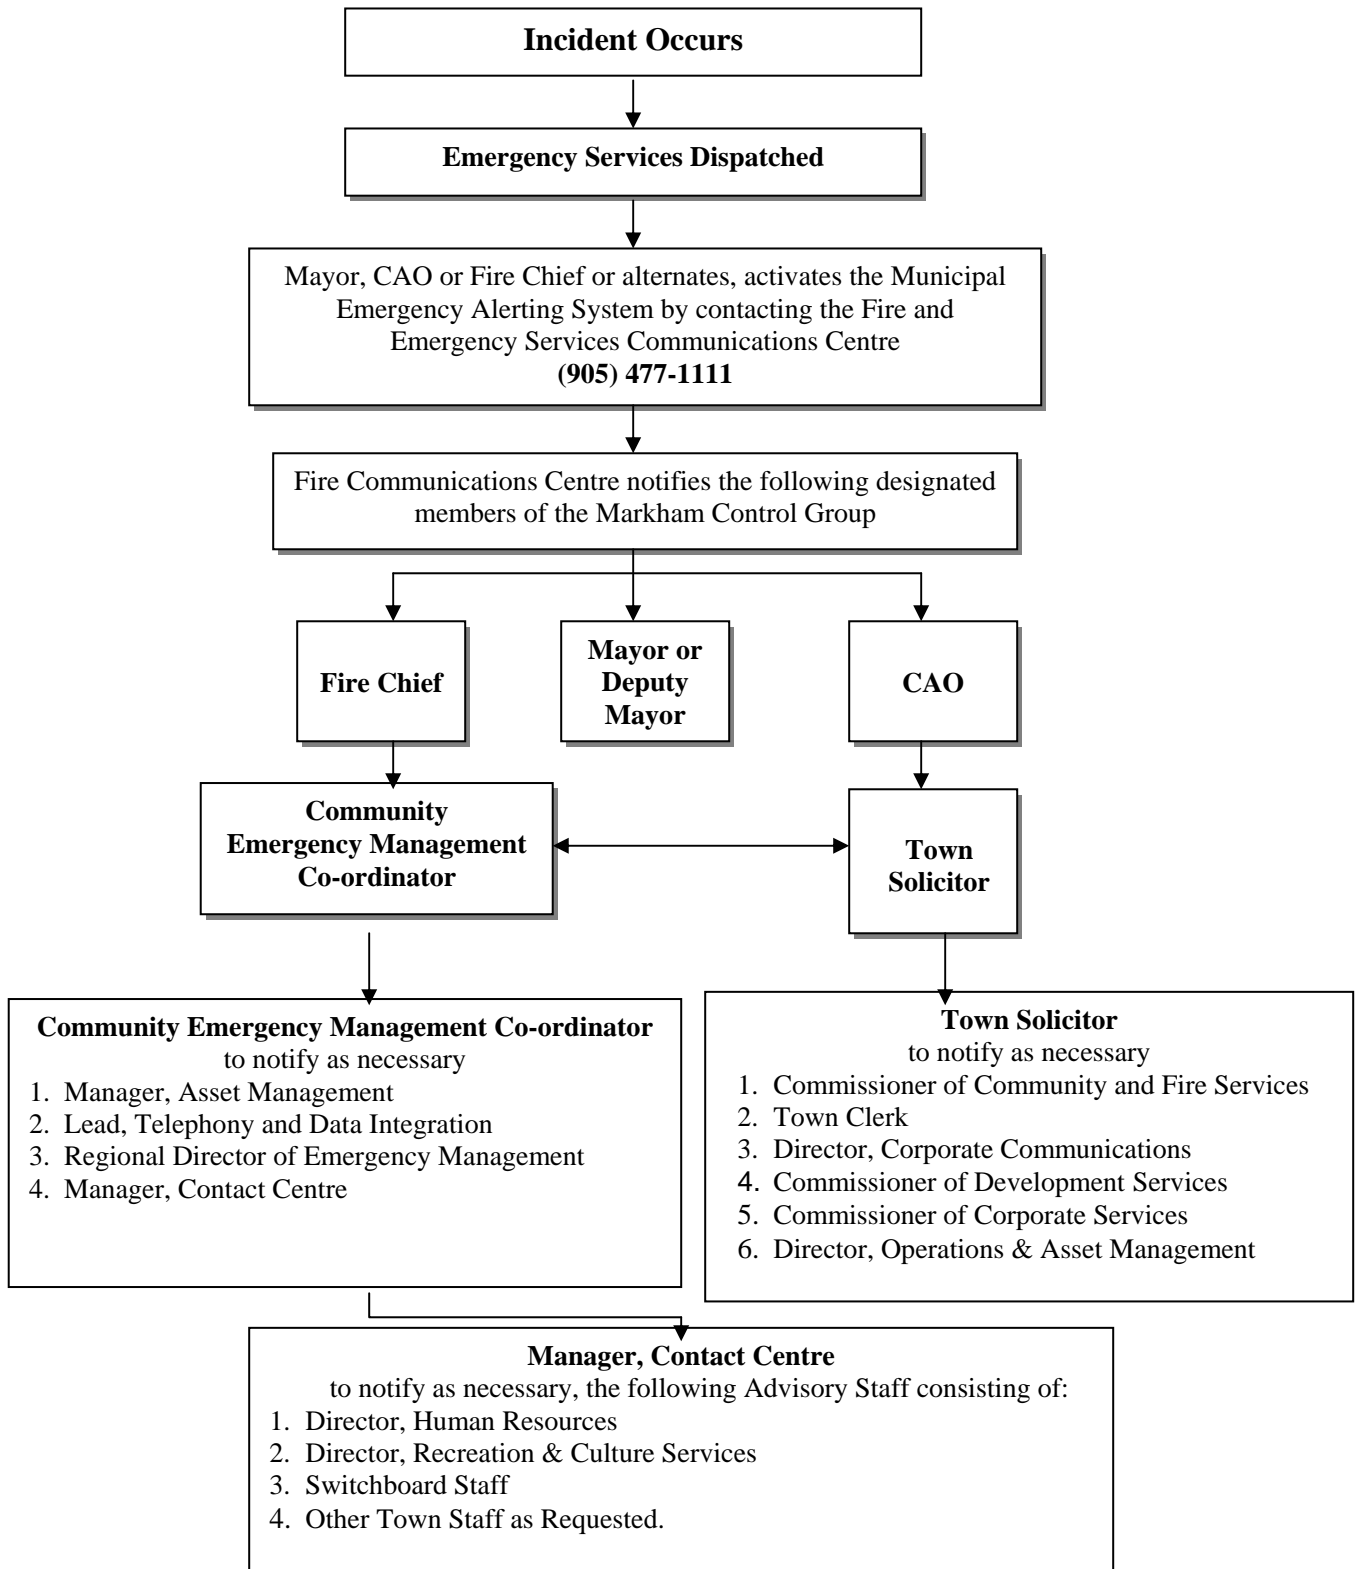 Incident Occurs
Emergency Services Dispatched
Mayor, CAO or Fire Chief or alternates, activates the Municipal
Emergency Alerting System by contacting the Fire and
Emergency Services Communications Centre
(905) 477-1111
Fire Communications Centre notifies the following designated
members of the Markham Control Group
Fire Chief
Mayor or
Deputy
Mayor
CAO
Community
Emergency Management
Co-ordinator
Town
Solicitor
Community Emergency Management Co-ordinator
to notify as necessary
1. Manager, Asset Management
2. Lead, Telephony and Data Integration
3. Regional Director of Emergency Management
4. Manager, Contact Centre
Town Solicitor
to notify as necessary
1. Commissioner of Community and Fire Services
2. Town Clerk
3. Director, Corporate Communications
4. Commissioner of Development Services
5. Commissioner of Corporate Services
6. Director, Operations & Asset Management
Manager, Contact Centre
to notify as necessary, the following Advisory Staff consisting of:
1. Director, Human Resources
2. Director, Recreation & Culture Services
3. Switchboard Staff
4. Other Town Staff as Requested.